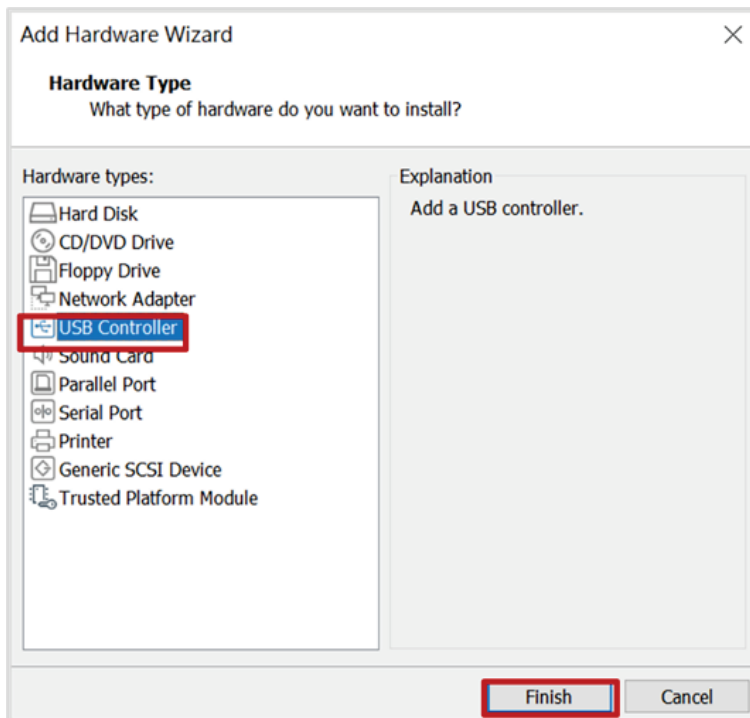 Add Hardware Wizard
Hardware Type
What type of hardware do you want to install?
Hardware types:
Hard Disk
CD/DVD Drive
Floppy Drive
Network Adapter
USB Controller
Sound Card
Parallel Port
Serial Port
Printer
Generic SCSI Device
Trusted Platform Module
Explanation
Add a USB controller.
Finish
Cancel